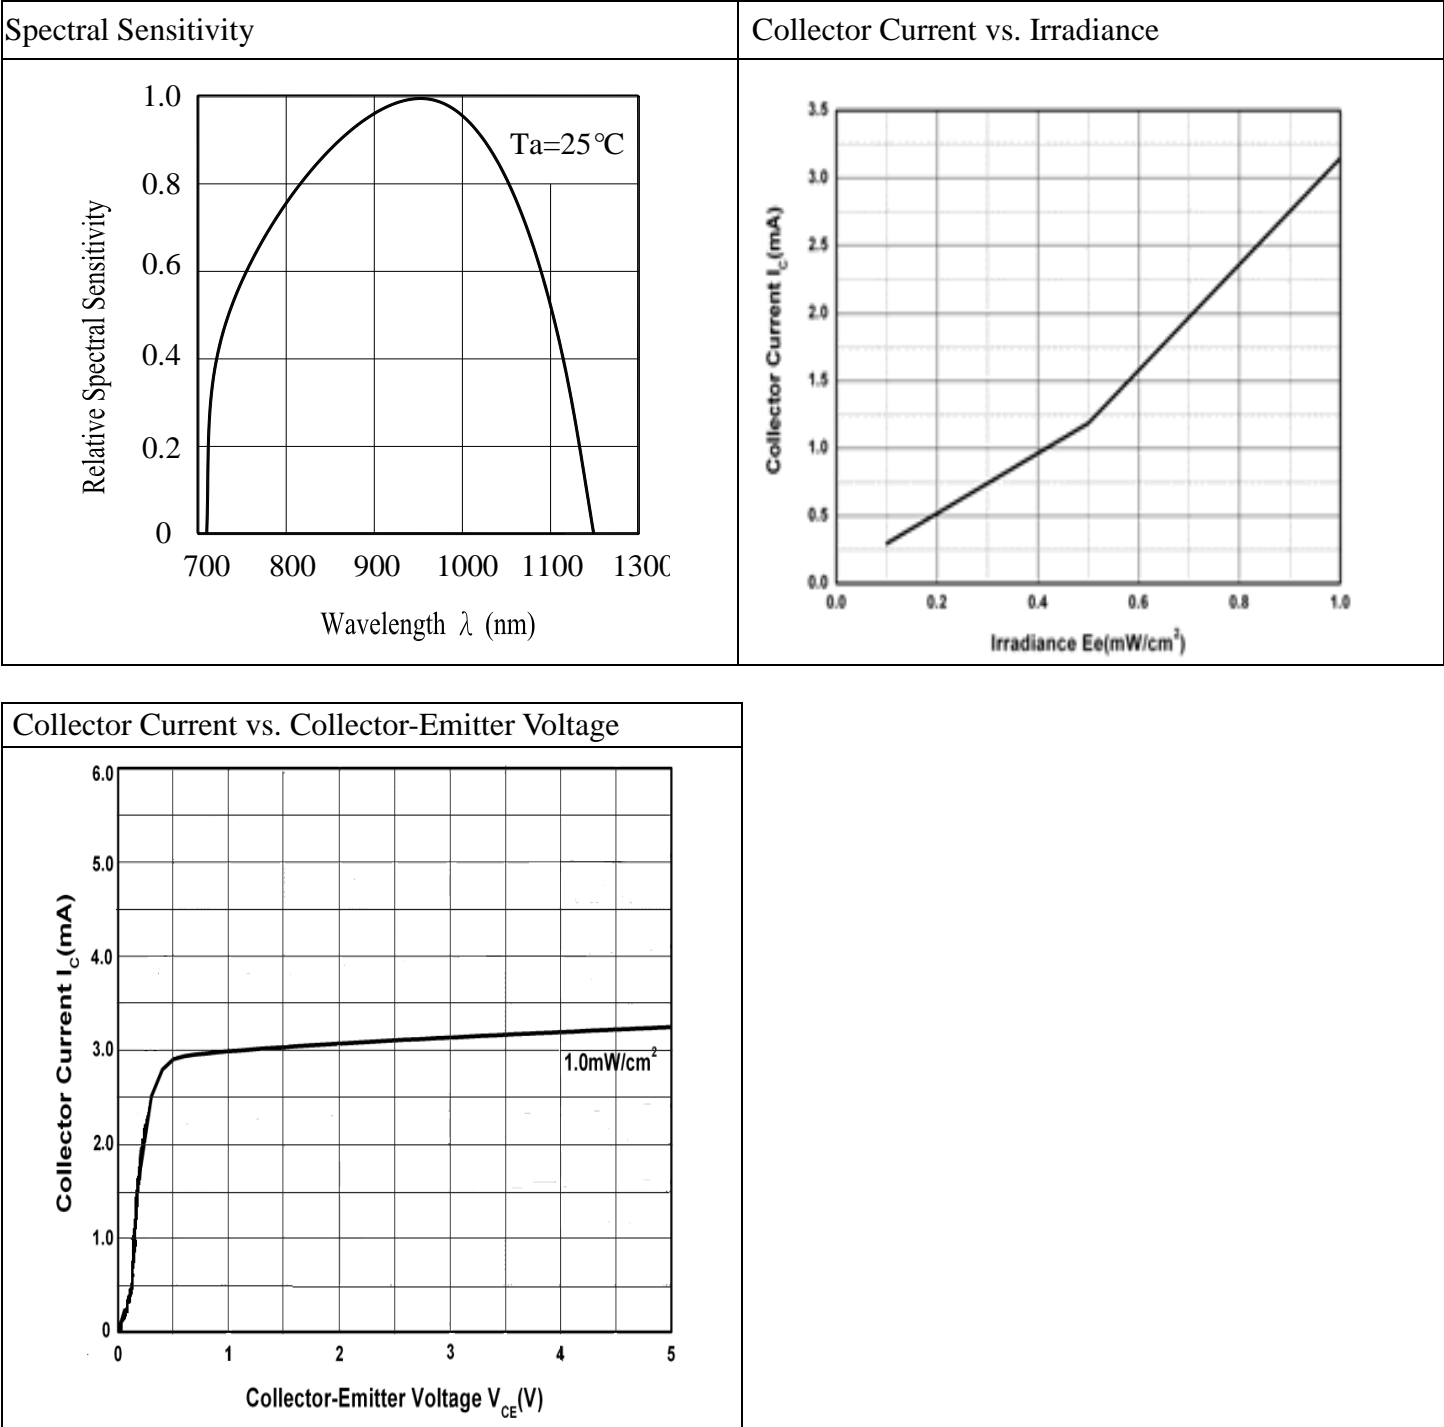 Spectral Sensitivity
Collector Current vs. Irradiance
1.0
0.8
0.6
0.4
0.2
0
Ta=25℃
Relative Spectral Sensitivity
700 800 900 1000 1100 1300
Wavelength λ (nm)
3.5
3.0
2.5
2.0
1.5
1.0
0.5
0.0
Collector Current IC(mA)
0.0 0.2 0.4 0.6 0.8 1.0
Irradiance Ee(mW/cm²)
Collector Current vs. Collector-Emitter Voltage
6.0
5.0
4.0
3.0
2.0
1.0
0
Collector Current IC(mA)
1.0mW/cm²
0 1 2 3 4 5
Collector-Emitter Voltage VCE(V)